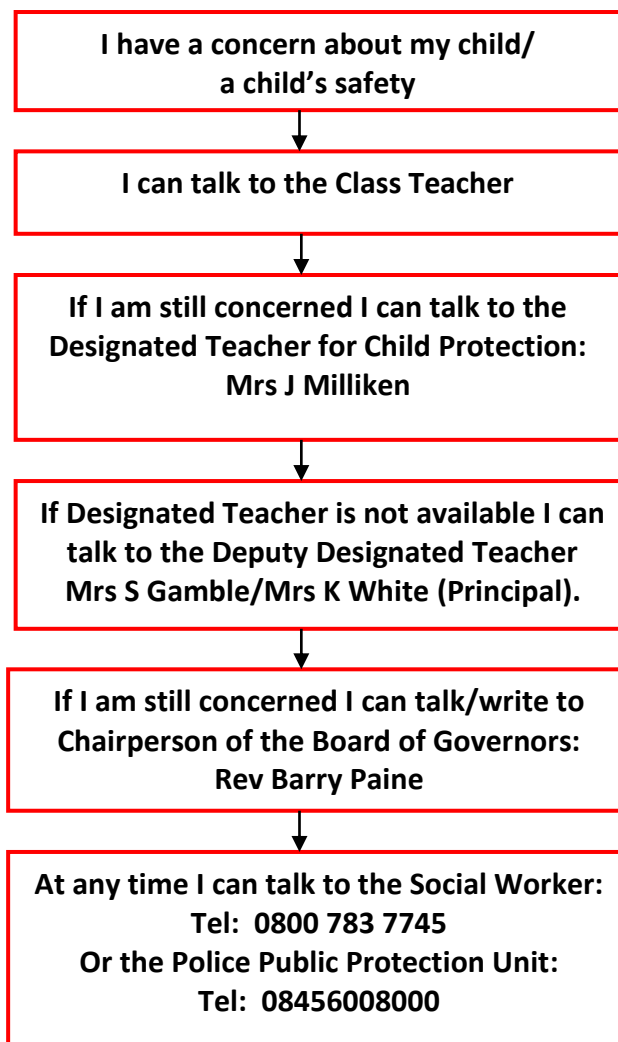 I have a concern about my child/
a child’s safety
I can talk to the Class Teacher
If I am still concerned I can talk to the
Designated Teacher for Child Protection:
Mrs J Milliken
If Designated Teacher is not available I can
talk to the Deputy Designated Teacher
Mrs S Gamble/Mrs K White (Principal).
If I am still concerned I can talk/write to
Chairperson of the Board of Governors:
Rev Barry Paine
At any time I can talk to the Social Worker:
Tel:  0800 783 7745
Or the Police Public Protection Unit:
Tel:  08456008000